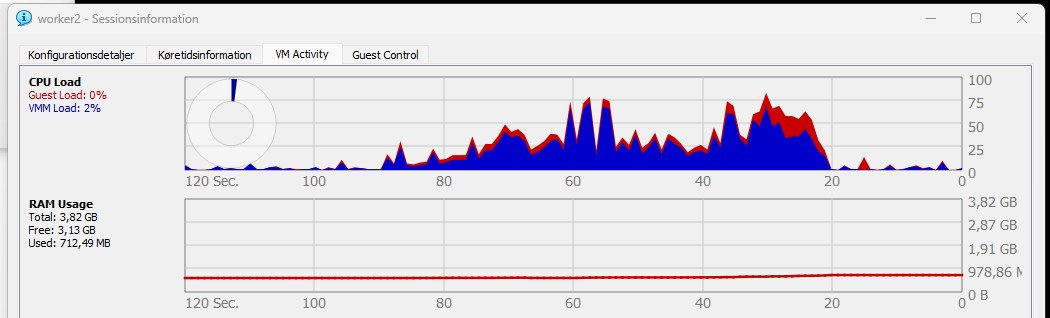 worker2 - Sessionsinformation
Konfigurationsdetaljer Køretidsinformation VM Activity Guest Control
CPU Load
Guest Load: 0%
VMM Load: 2%
100
75
50
25
0
120 Sec. 100 80 60 40 20 0
RAM Usage
Total: 3,82 GB
Free: 3,13 GB
Used: 712,49 MB
3,82 GB
2,87 GB
1,91 GB
978,86 M
0 B
120 Sec. 100 80 60 40 20 0